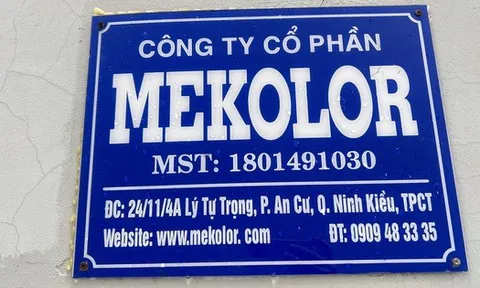 CÔNG TY CỔ PHẦN
MEKOLOR
MST: 1801491030
ĐC: 24/11/4A Lý Tự Trọng, P. An Cư, Q. Ninh Kiều, TPCT
Website: www.mekolor. com ĐT: 0909 48 33 35